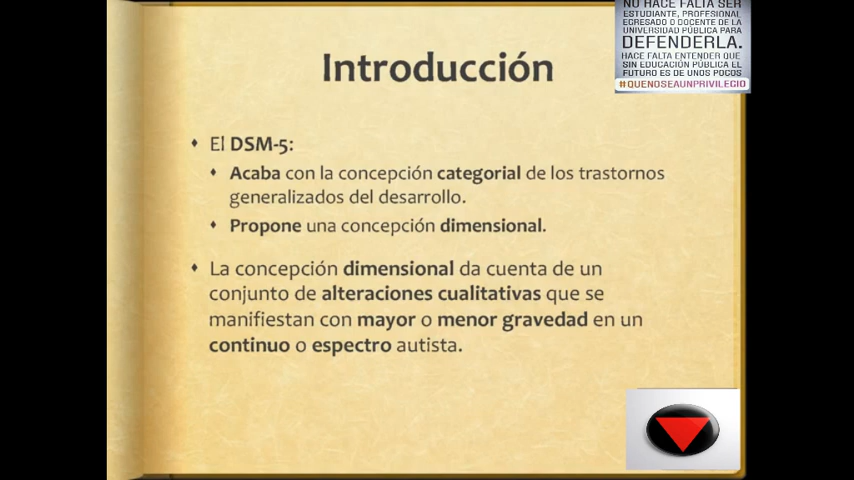 NO HACE FALTA SER
ESTUDIANTE, PROFESIONAL
EGRESADO O DOCENTE DE LA
UNIVERSIDAD PÚBLICA PARA
DEFENDERLA.
HACE FALTA ENTENDER QUE
SIN EDUCACIÓN PÚBLICA EL
FUTURO ES DE UNOS POCOS
#QUENOSEAUNPRIVILEGIO
Introducción
El DSM-5:
Acaba con la concepción categorial de los trastornos
generalizados del desarrollo.
Propone una concepción dimensional.
La concepción dimensional da cuenta de un
conjunto de alteraciones cualitativas que se
manifiestan con mayor o menor gravedad en un
continuo o espectro autista.